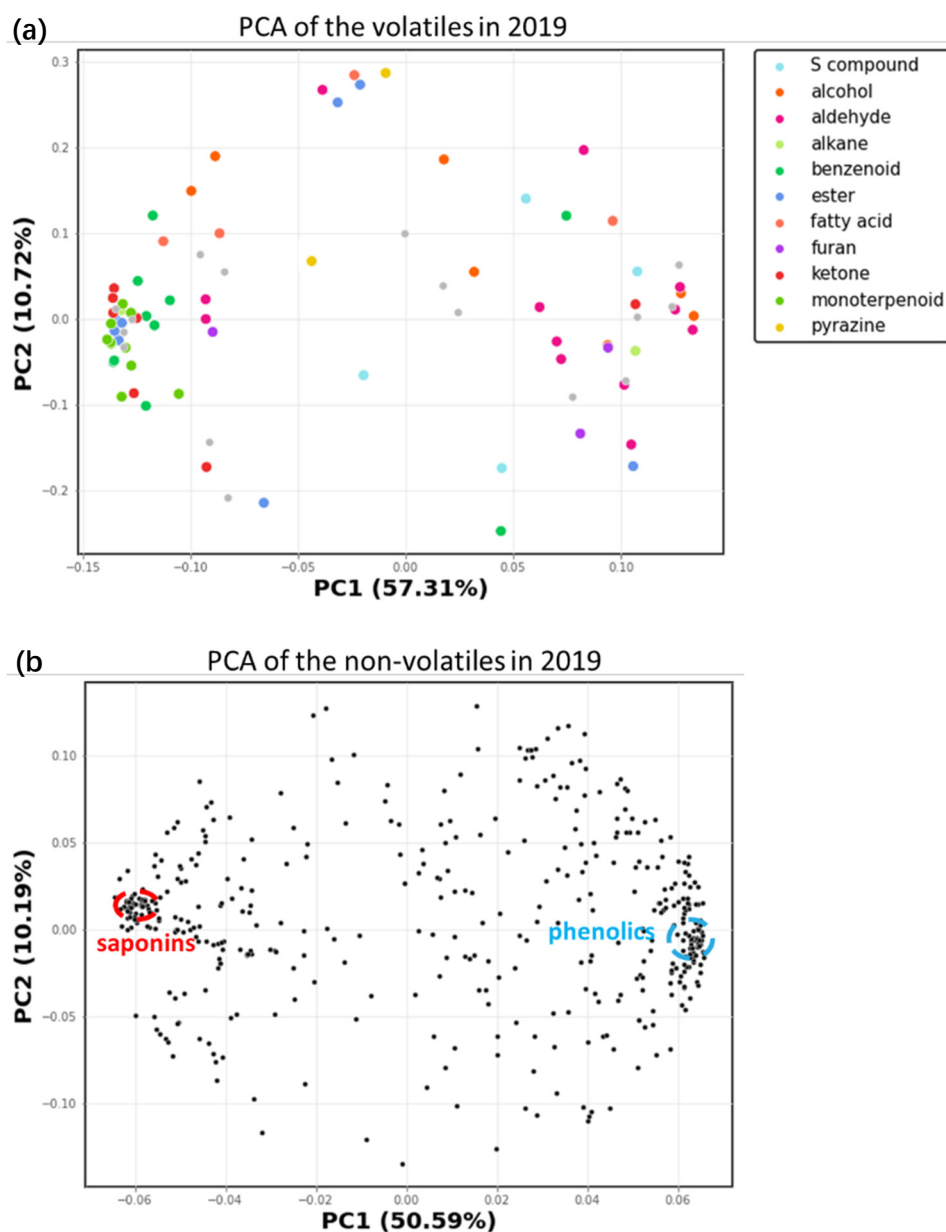 (a)
PCA of the volatiles in 2019
0.3
0.2
0.1
0.0
−0.1
−0.2
−0.15
−0.10
−0.05
0.00
0.05
0.10
PC2 (10.72%)
PC1 (57.31%)
S compound
alcohol
aldehyde
alkane
benzenoid
ester
fatty acid
furan
ketone
monoterpenoid
pyrazine
(b)
PCA of the non-volatiles in 2019
0.10
0.05
0.00
−0.05
−0.10
−0.06
−0.04
−0.02
0.00
0.02
0.04
0.06
PC2 (10.19%)
saponins
phenolics
PC1 (50.59%)